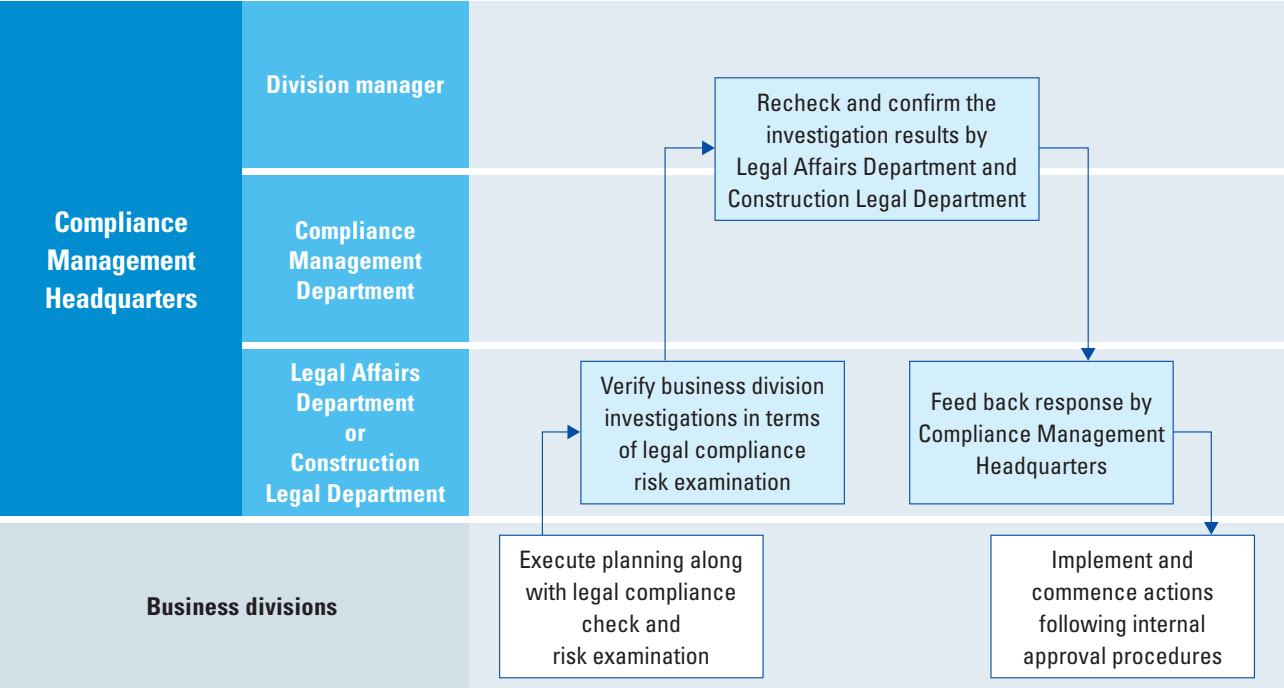 Compliance
Management
Headquarters
Division manager
Recheck and confirm the
investigation results by
Legal Affairs Department and
Construction Legal Department
Compliance
Management
Department
Legal Affairs
Department
or
Construction
Legal Department
Verify business division
investigations in terms
of legal compliance
risk examination
Feed back response by
Compliance Management
Headquarters
Business divisions
Execute planning along
with legal compliance
check and
risk examination
Implement and
commence actions
following internal
approval procedures